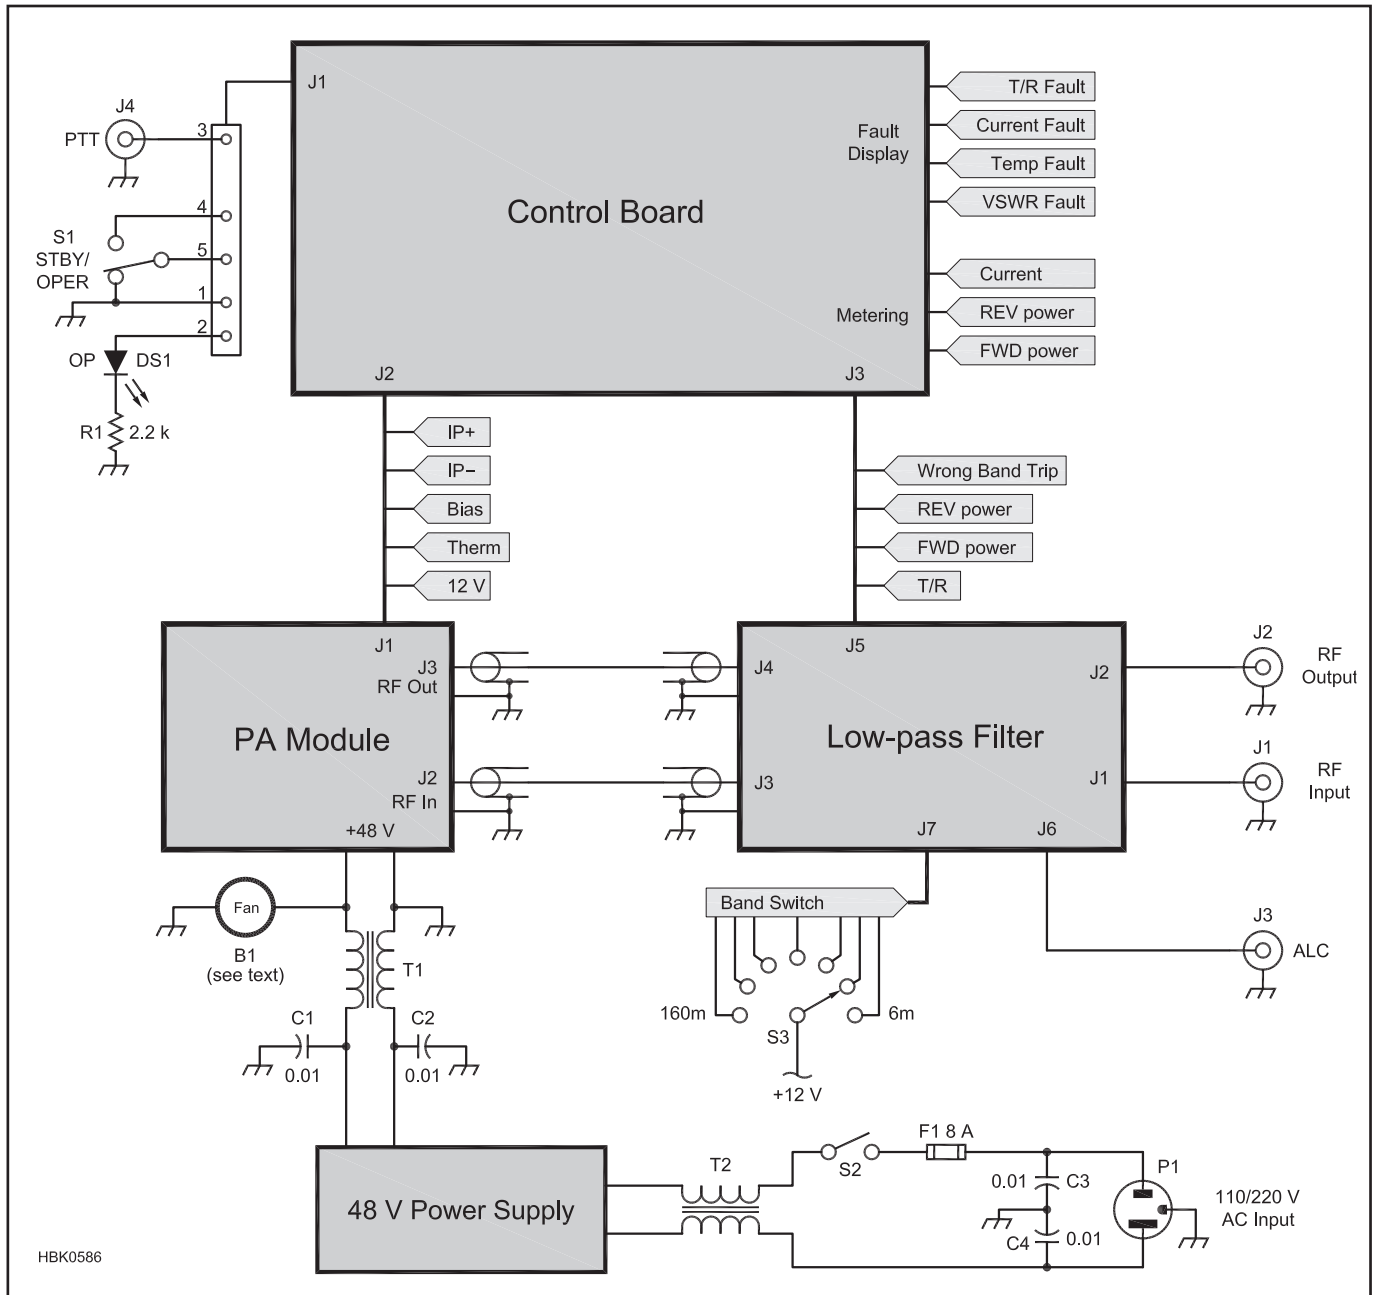 J1
Control Board
Fault
Display
Metering
J2
J3
T/R Fault
Current Fault
Temp Fault
VSWR Fault
Current
REV power
FWD power
J4
PTT
3
4
5
1
2
S1
STBY/
OPER
OP
DS1
R1
2.2 k
IP+
IP−
Bias
Therm
12 V
Wrong Band Trip
REV power
FWD power
T/R
J1
J3
RF Out
PA Module
J2
RF In
+48 V
J5
J4
J2
Low-pass Filter
J3
J1
J7
J6
J2
RF
Output
J1
RF
Input
J3
ALC
Fan
B1
(see text)
T1
C1
0.01
C2
0.01
Band Switch
160m
6m
S3
+12 V
48 V Power Supply
T2
S2
F1 8 A
0.01
C3
C4
0.01
P1
110/220 V
AC Input
HBK0586